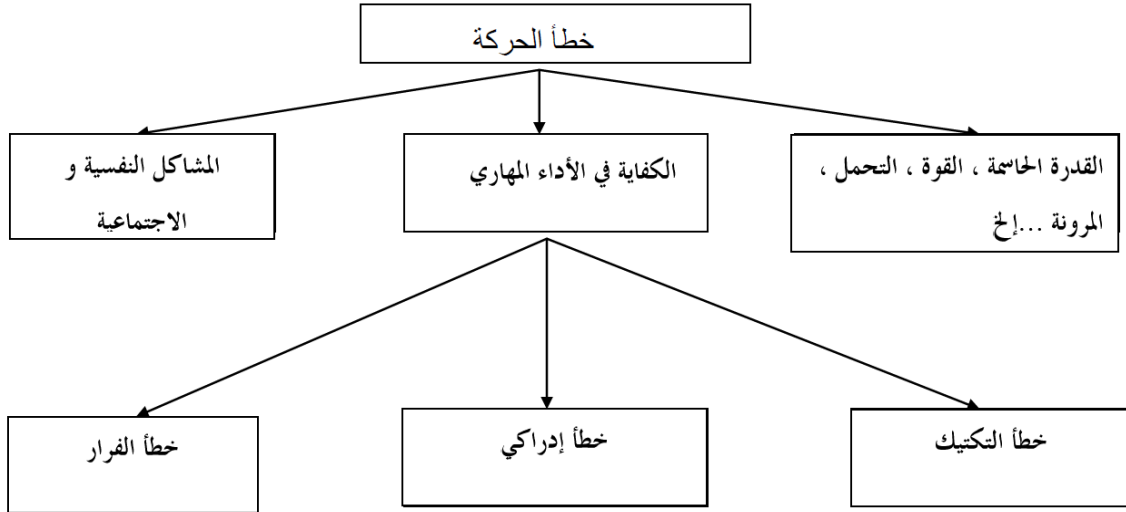 خطأ الحركة
القدرة الحاسمة ، القوة ، التحمل ،
المرونة ...إلخ
الكفاية في الأداء المهاري
المشاكل النفسية و
الاجتماعية
خطأ التكتيك
خطأ إدراكي
خطأ الفرار